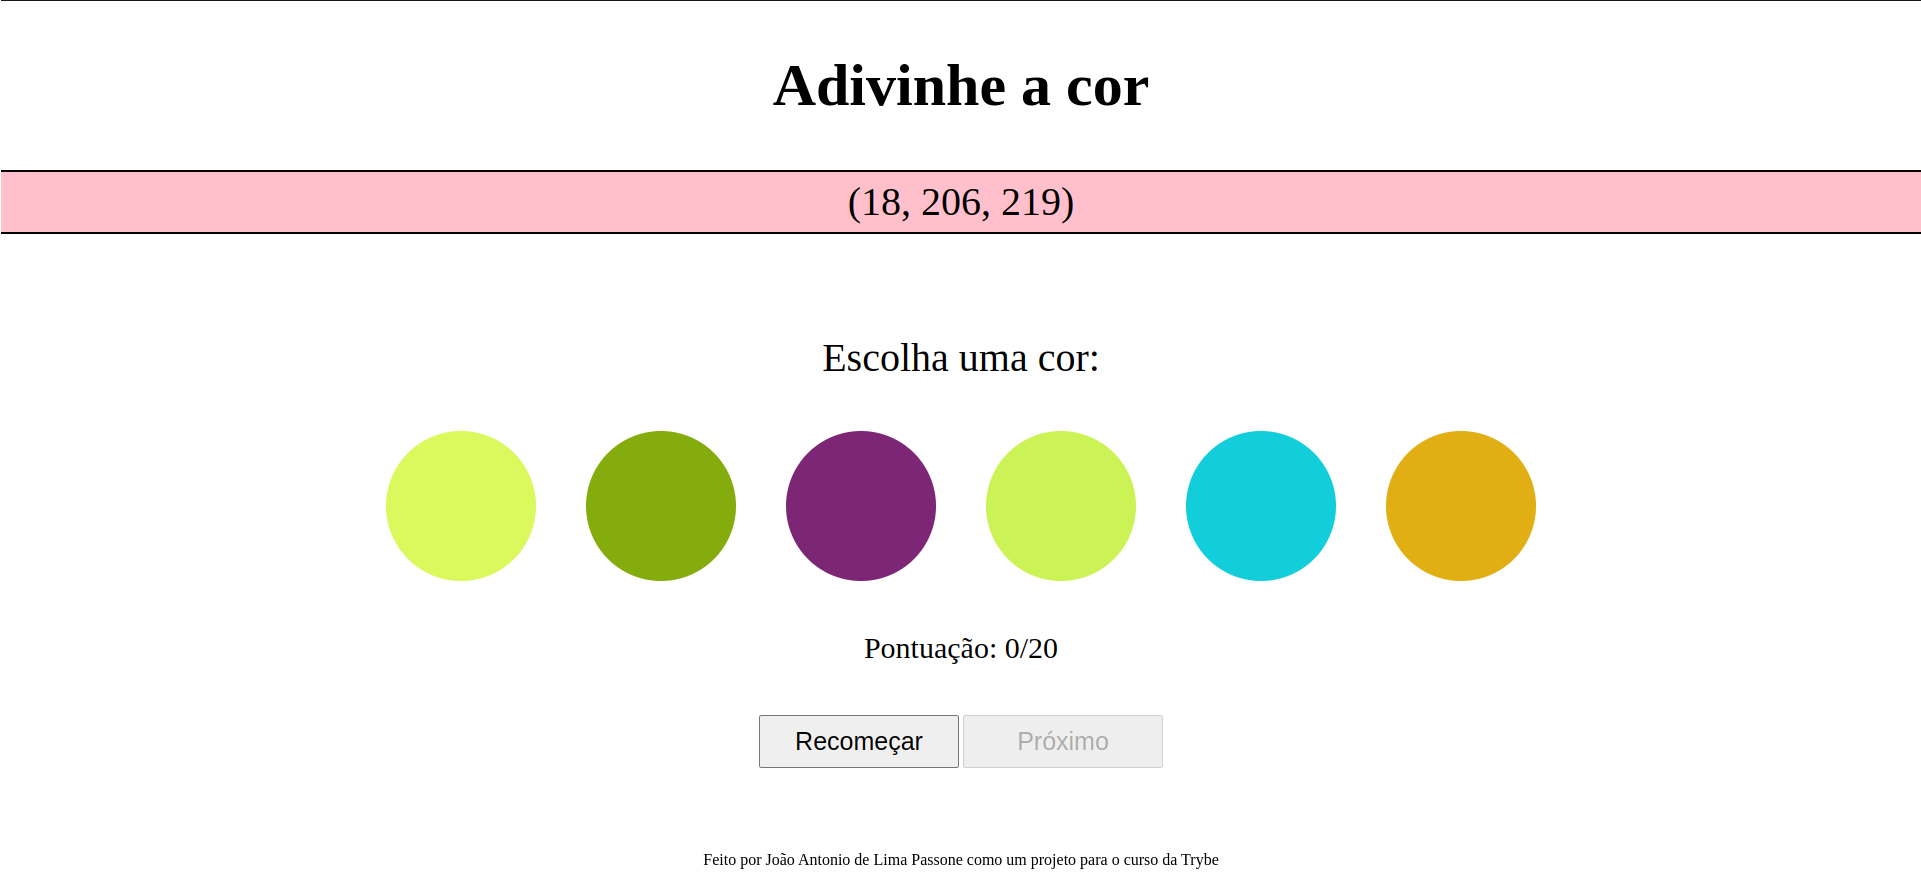 Adivinhe a cor
(18, 206, 219)
Escolha uma cor:
Pontuação: 0/20
Recomeçar Próximo
Feito por João Antonio de Lima Passone como um projeto para o curso da Trybe